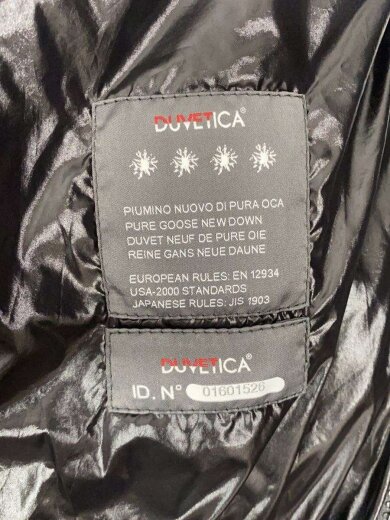 DUVETICA®
PIUMINO NUOVO DI PURA OCA
PURE GOOSE NEW DOWN
DUVET NEUF DE PURE OIE
REINE GANS NEUE DAUNE
EUROPEAN RULES: EN 12934
USA-2000 STANDARDS
JAPANESE RULES: JIS 1903
DUVETICA®
ID. N° 01601526